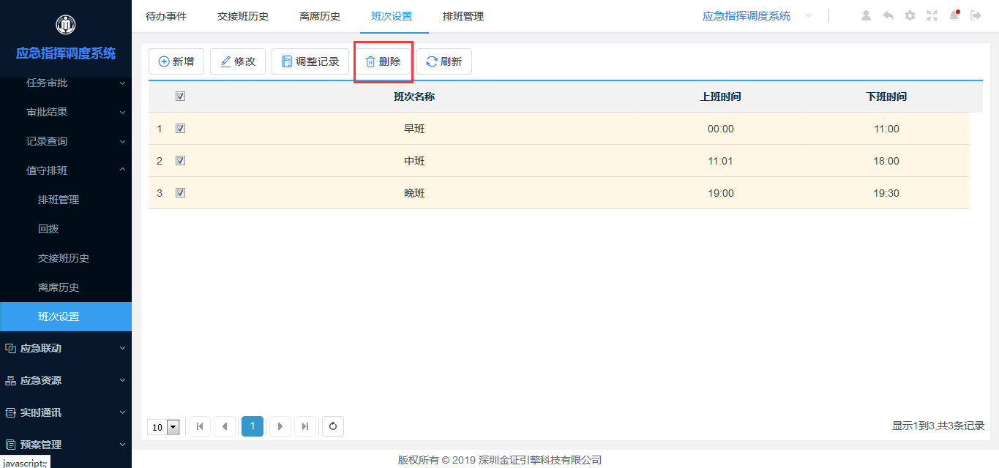 应急指挥调度系统
任务审批
审批结果
记录查询
值守排班
排班管理
回拨
交接班历史
离席历史
班次设置
应急联动
应急资源
实时通讯
预案管理
javascript:;
待办事件 交接班历史 离席历史 班次设置 排班管理 应急指挥调度系统
新增 修改 调整记录 删除 刷新
班次名称 上班时间 下班时间
1 早班 00:00 11:00
2 中班 11:01 18:00
3 晚班 19:00 19:30
10 1 显示1到3,共3条记录
版权所有 © 2019 深圳金证引擎科技有限公司